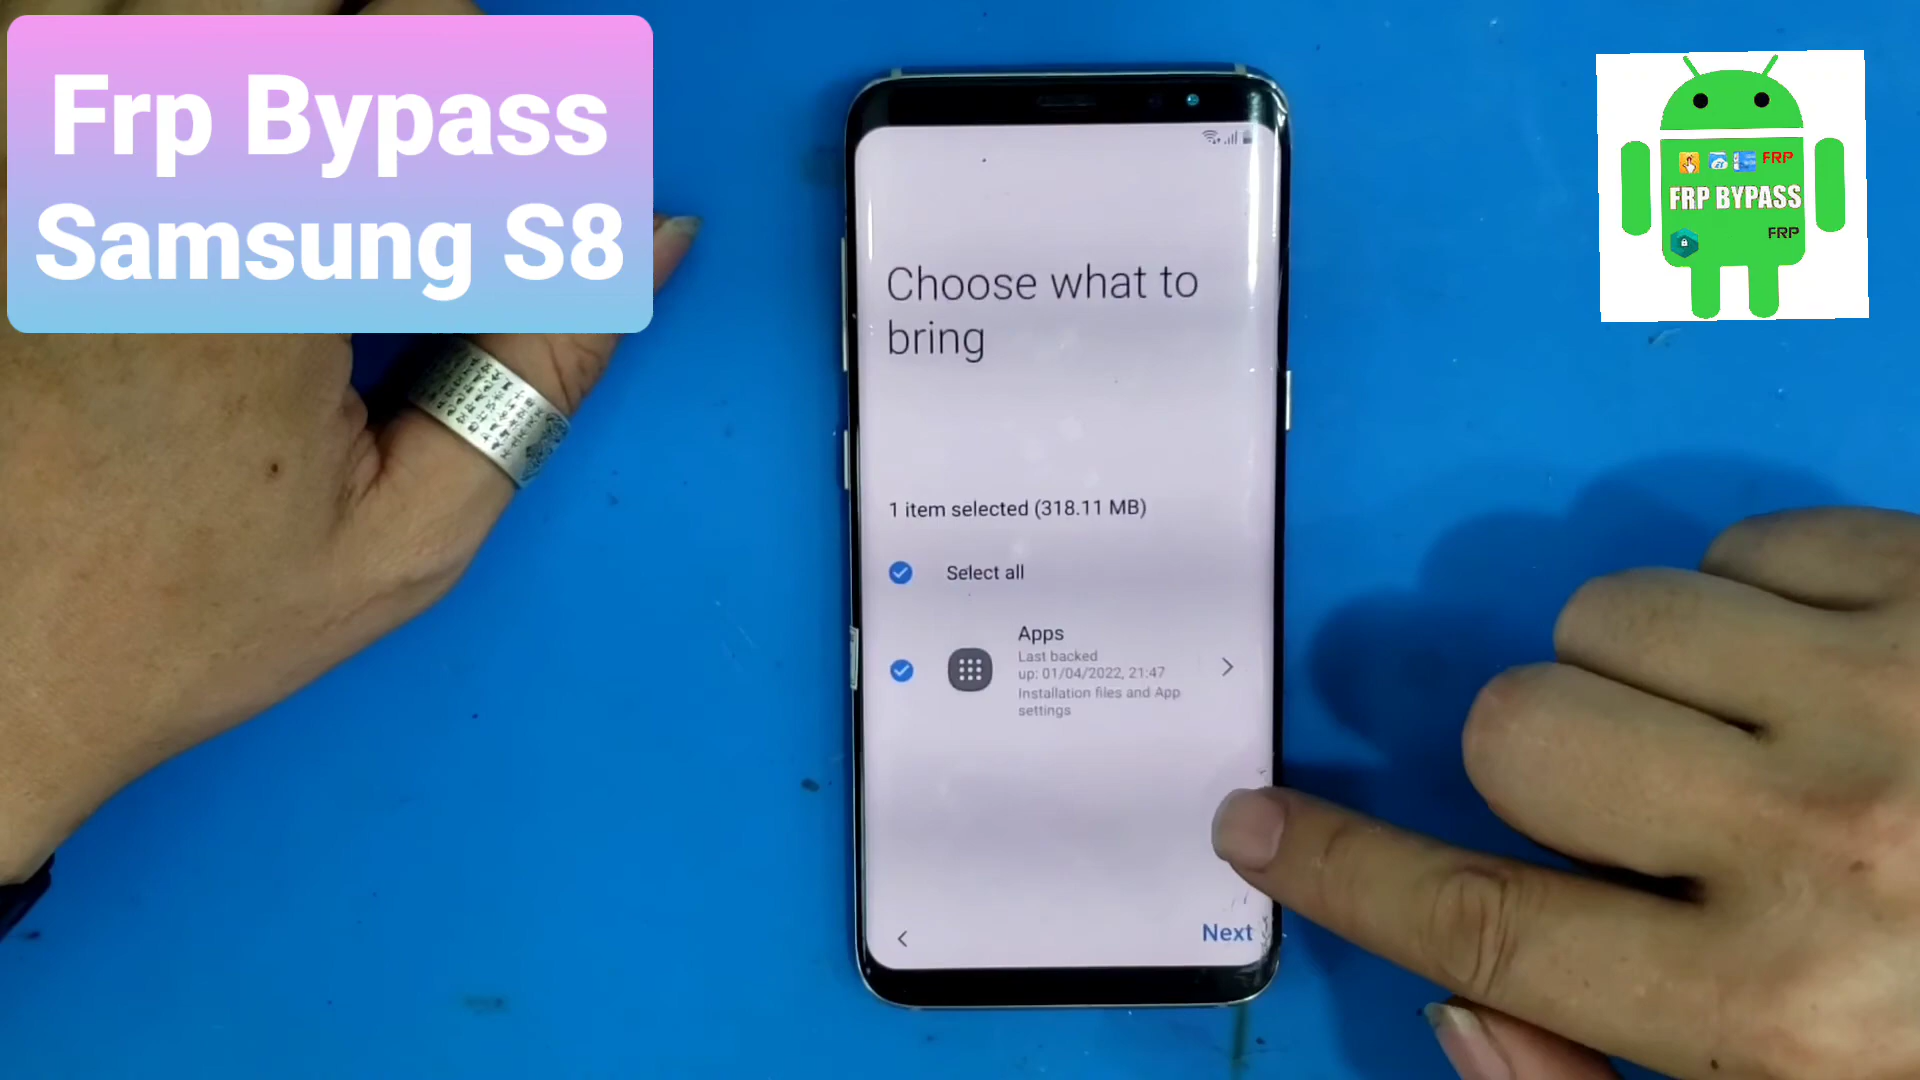 Frp Bypass
Samsung S8
FRP
FRP BYPASS
FRP
Choose what to
bring
1 item selected (318.11 MB)
Select all
Apps
Last backed
up: 01/04/2022, 21:47
Installation files and App
settings
Next